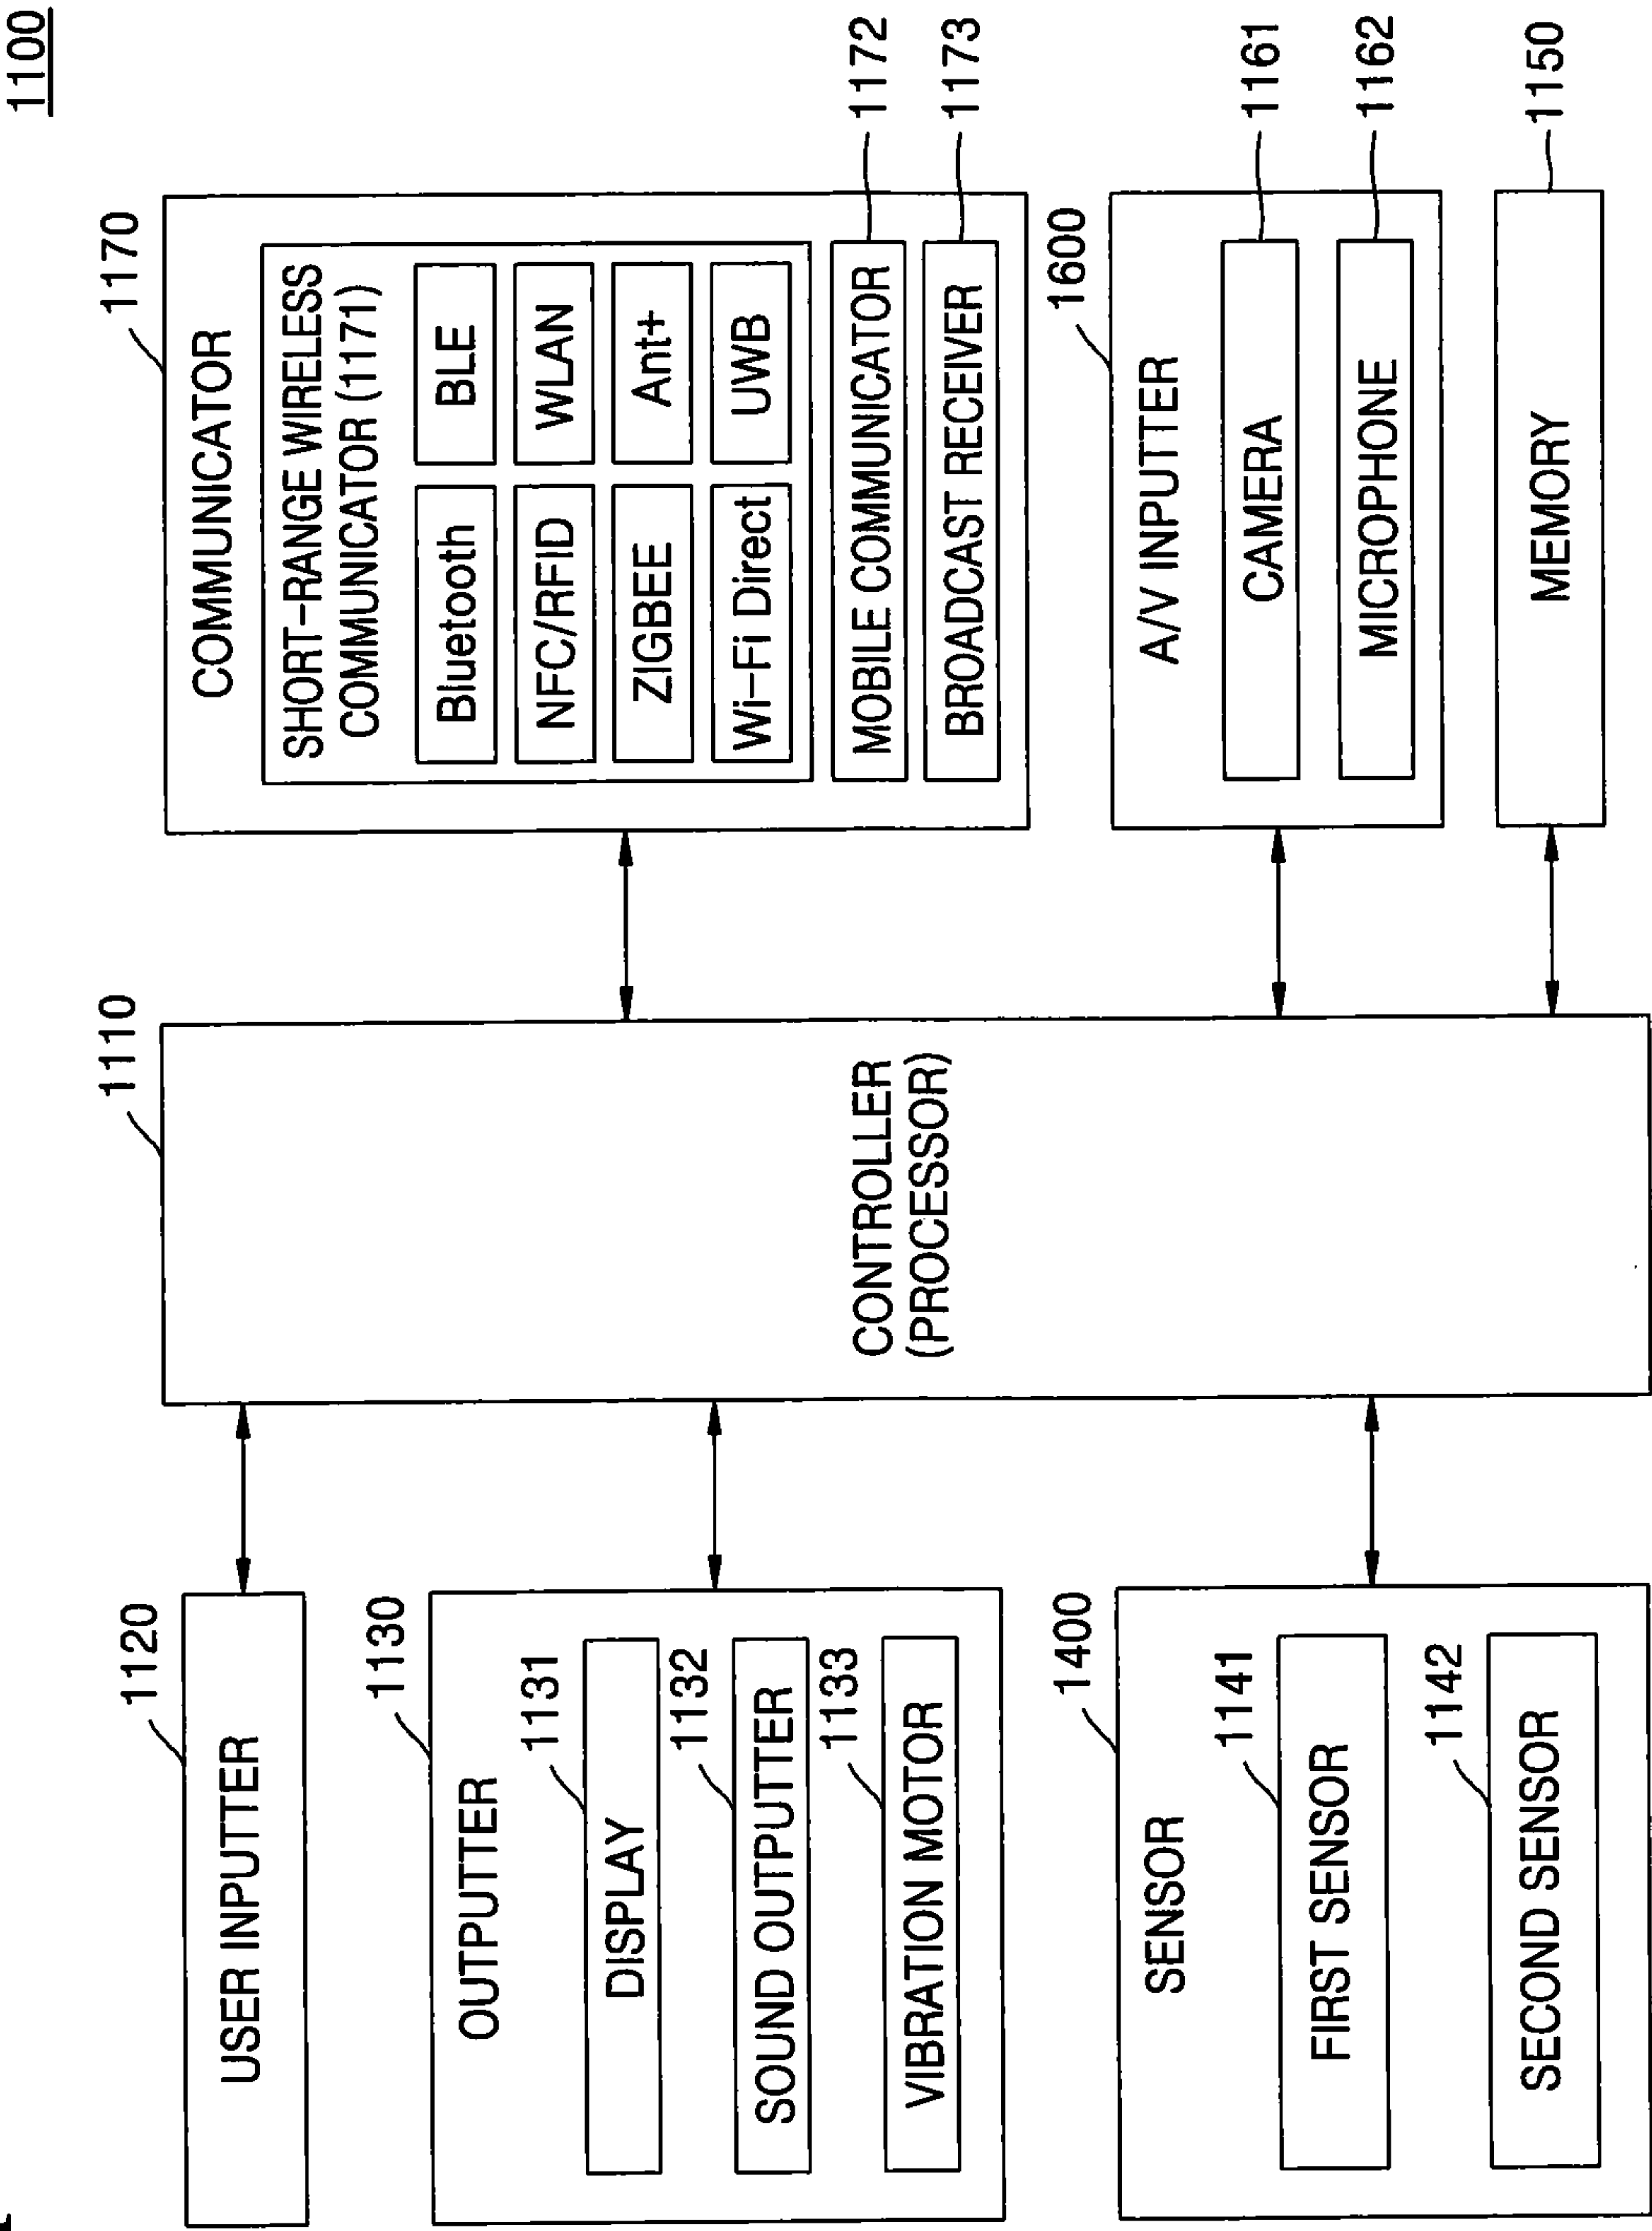 1100
1120
USER INPUTTER
1130
OUTPUTTER
1131
DISPLAY
1132
SOUND OUTPUTTER
1133
VIBRATION MOTOR
1400
SENSOR
1141
FIRST SENSOR
1142
SECOND SENSOR
1110
CONTROLLER
(PROCESSOR)
1170
COMMUNICATOR
SHORT-RANGE WIRELESS
COMMUNICATOR (1171)
Bluetooth
BLE
NFC/RFID
WLAN
ZIGBEE
Ant+
Wi-Fi Direct
UWB
MOBILE COMMUNICATOR
1172
BROADCAST RECEIVER
1173
1600
A/V INPUTTER
CAMERA
1161
MICROPHONE
1162
MEMORY
1150